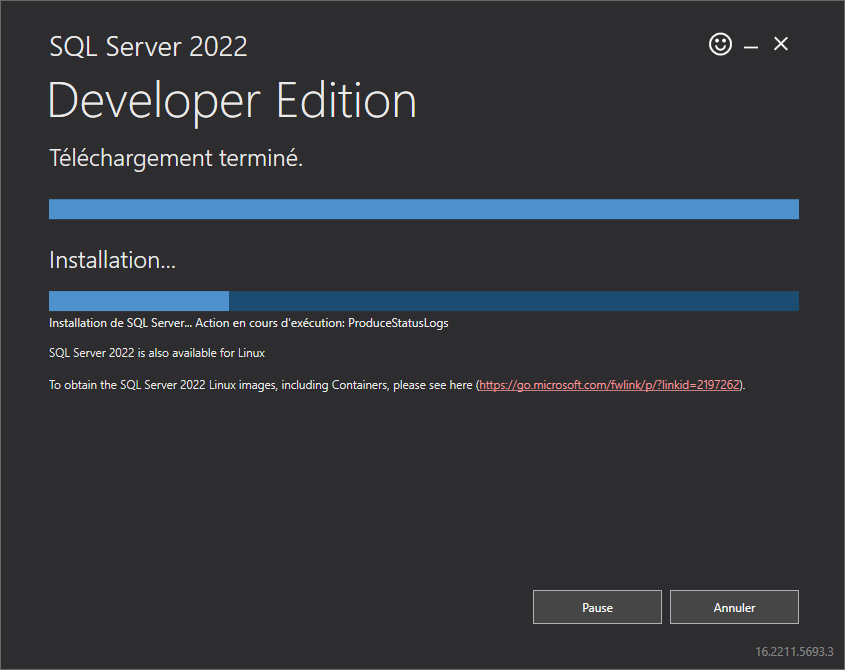 SQL Server 2022
Developer Edition
Téléchargement terminé.
Installation...
Installation de SQL Server... Action en cours d'exécution: ProduceStatusLogs
SQL Server 2022 is also available for Linux
To obtain the SQL Server 2022 Linux images, including Containers, please see here (https://go.microsoft.com/fwlink/p/?linkid=2197262).
Pause
Annuler
16.2211.5693.3